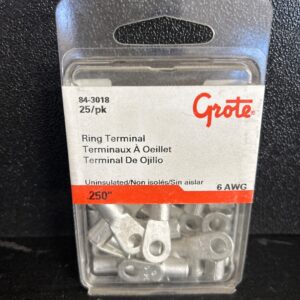 84-3018
25/pk
Grote
Ring Terminal
Terminaux À Oeillet
Terminal De Ojillo
Uninsulated/Non isolés/Sin aislar
6 AWG
.250"